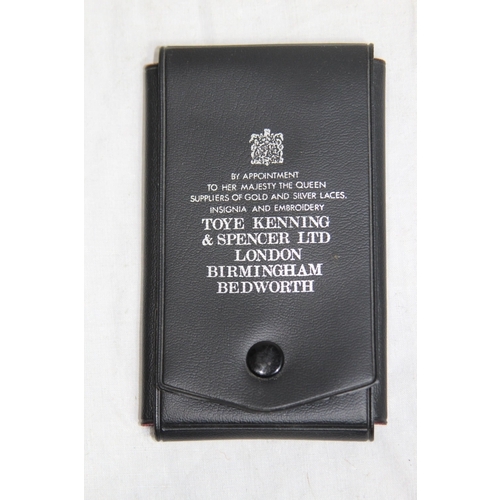 BY APPOINTMENT
TO HER MAJESTY THE QUEEN
SUPPLIERS OF GOLD AND SILVER LACES,
INSIGNIA AND EMBROIDERY
TOYE KENNING
& SPENCER LTD
LONDON
BIRMINGHAM
BEDWORTH